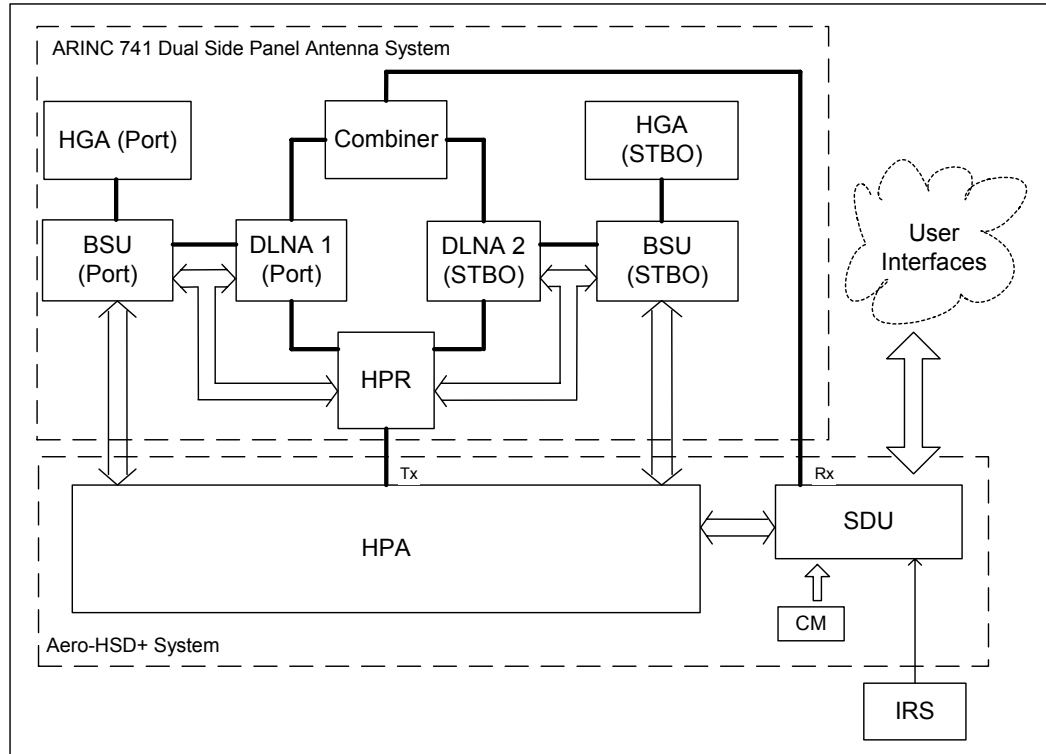 ARINC 741 Dual Side Panel Antenna System
HGA (Port)
Combiner
HGA
(STBO)
BSU
(Port)
DLNA 1
(Port)
DLNA 2
(STBO)
BSU
(STBO)
User
Interfaces
HPR
Tx
Rx
HPA
SDU
CM
Aero-HSD+ System
IRS